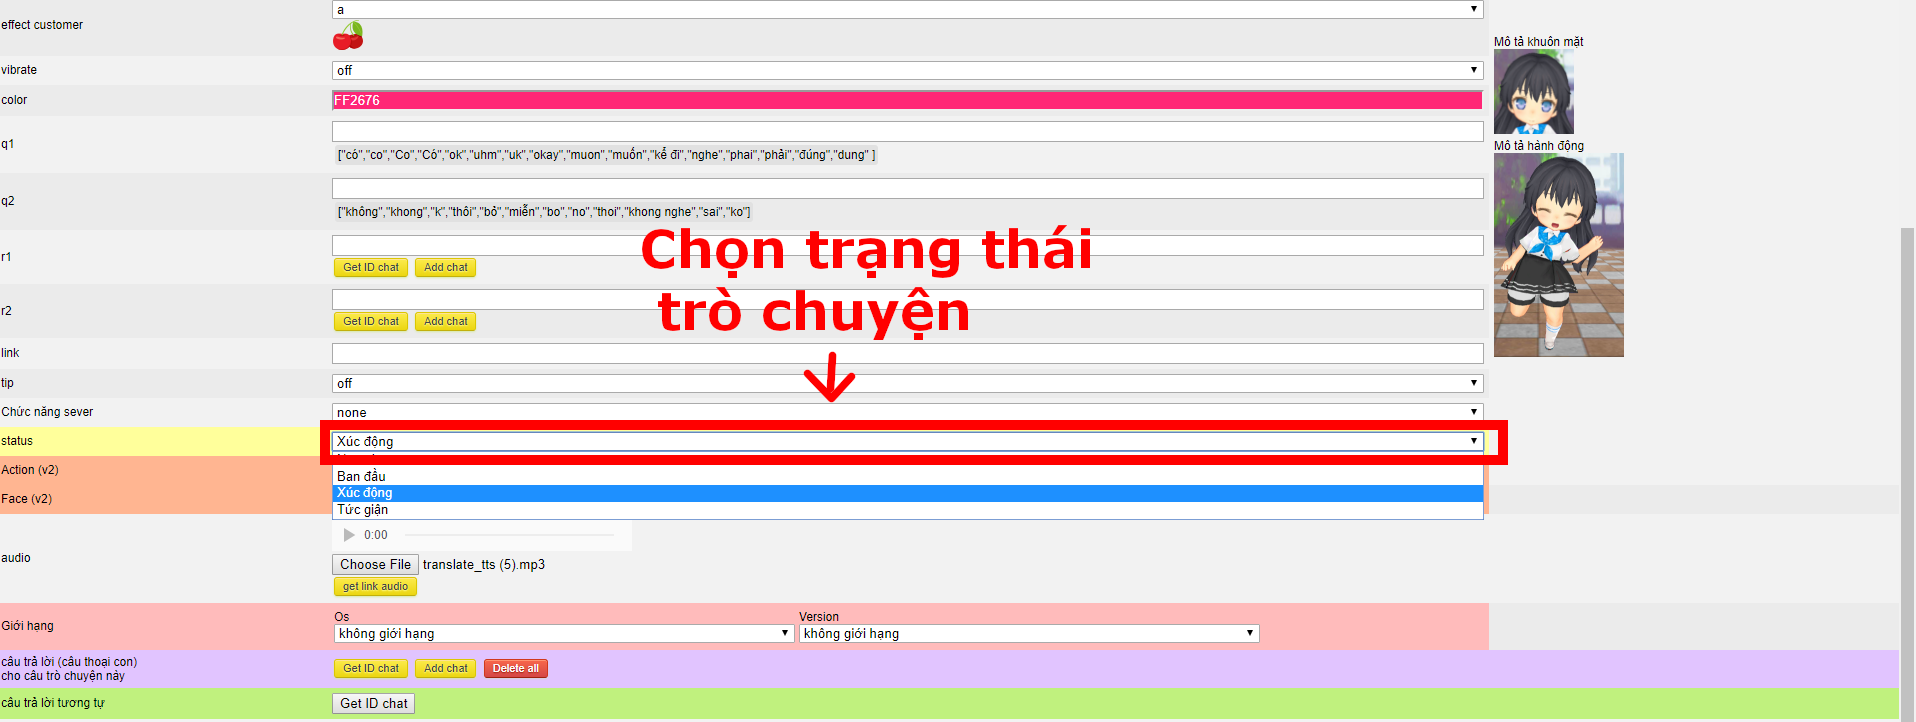 effect customer
a
vibrate
off
color
FF2676
q1
["có","co","Co","Có","ok","uhm","uk","okay","muon","muốn","kể đi","nghe","phai","phải","đúng","dung" ]
q2
["không","khong","k","thôi","bỏ","miễn","bo","no","thoi","khong nghe","sai","ko"]
r1
Get ID chat Add chat
r2
Get ID chat Add chat
link
tip
off
Chức năng sever
none
status
Xúc động
Action (v2)
Ban đầu
Xúc động
Face (v2)
Tức giận
0:00
audio
Choose File translate_tts (5).mp3
get link audio
Giới hạng
Os Version
không giới hạng không giới hạng
câu trả lời (câu thoại con)
cho câu trò chuyện này
Get ID chat Add chat Delete all
câu trả lời tương tự
Get ID chat
Mô tả khuôn mặt
Mô tả hành động
Chọn trạng thái
trò chuyện